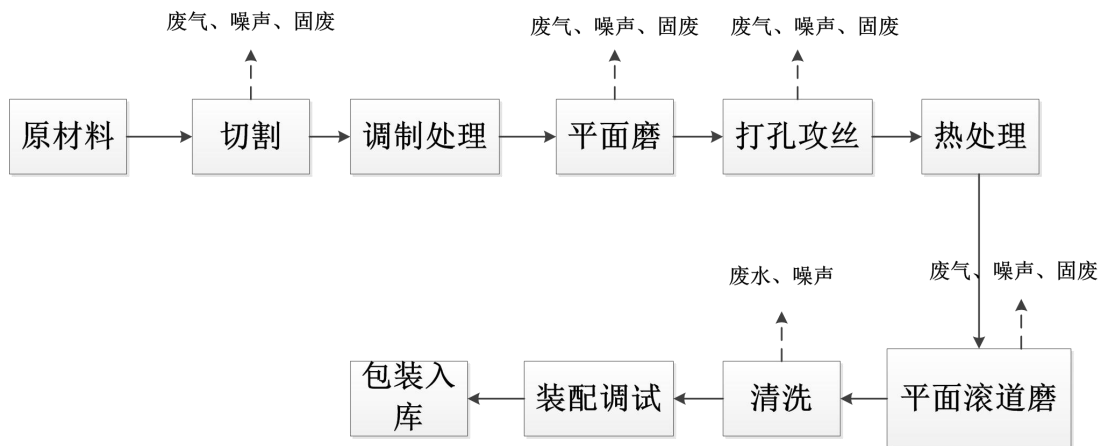 废气、噪声、固废
废气、噪声、固废
废气、噪声、固废
原材料
切割
调制处理
平面磨
打孔攻丝
热处理
废水、噪声
废气、噪声、固废
包装入
库
装配调试
清洗
平面滚道磨